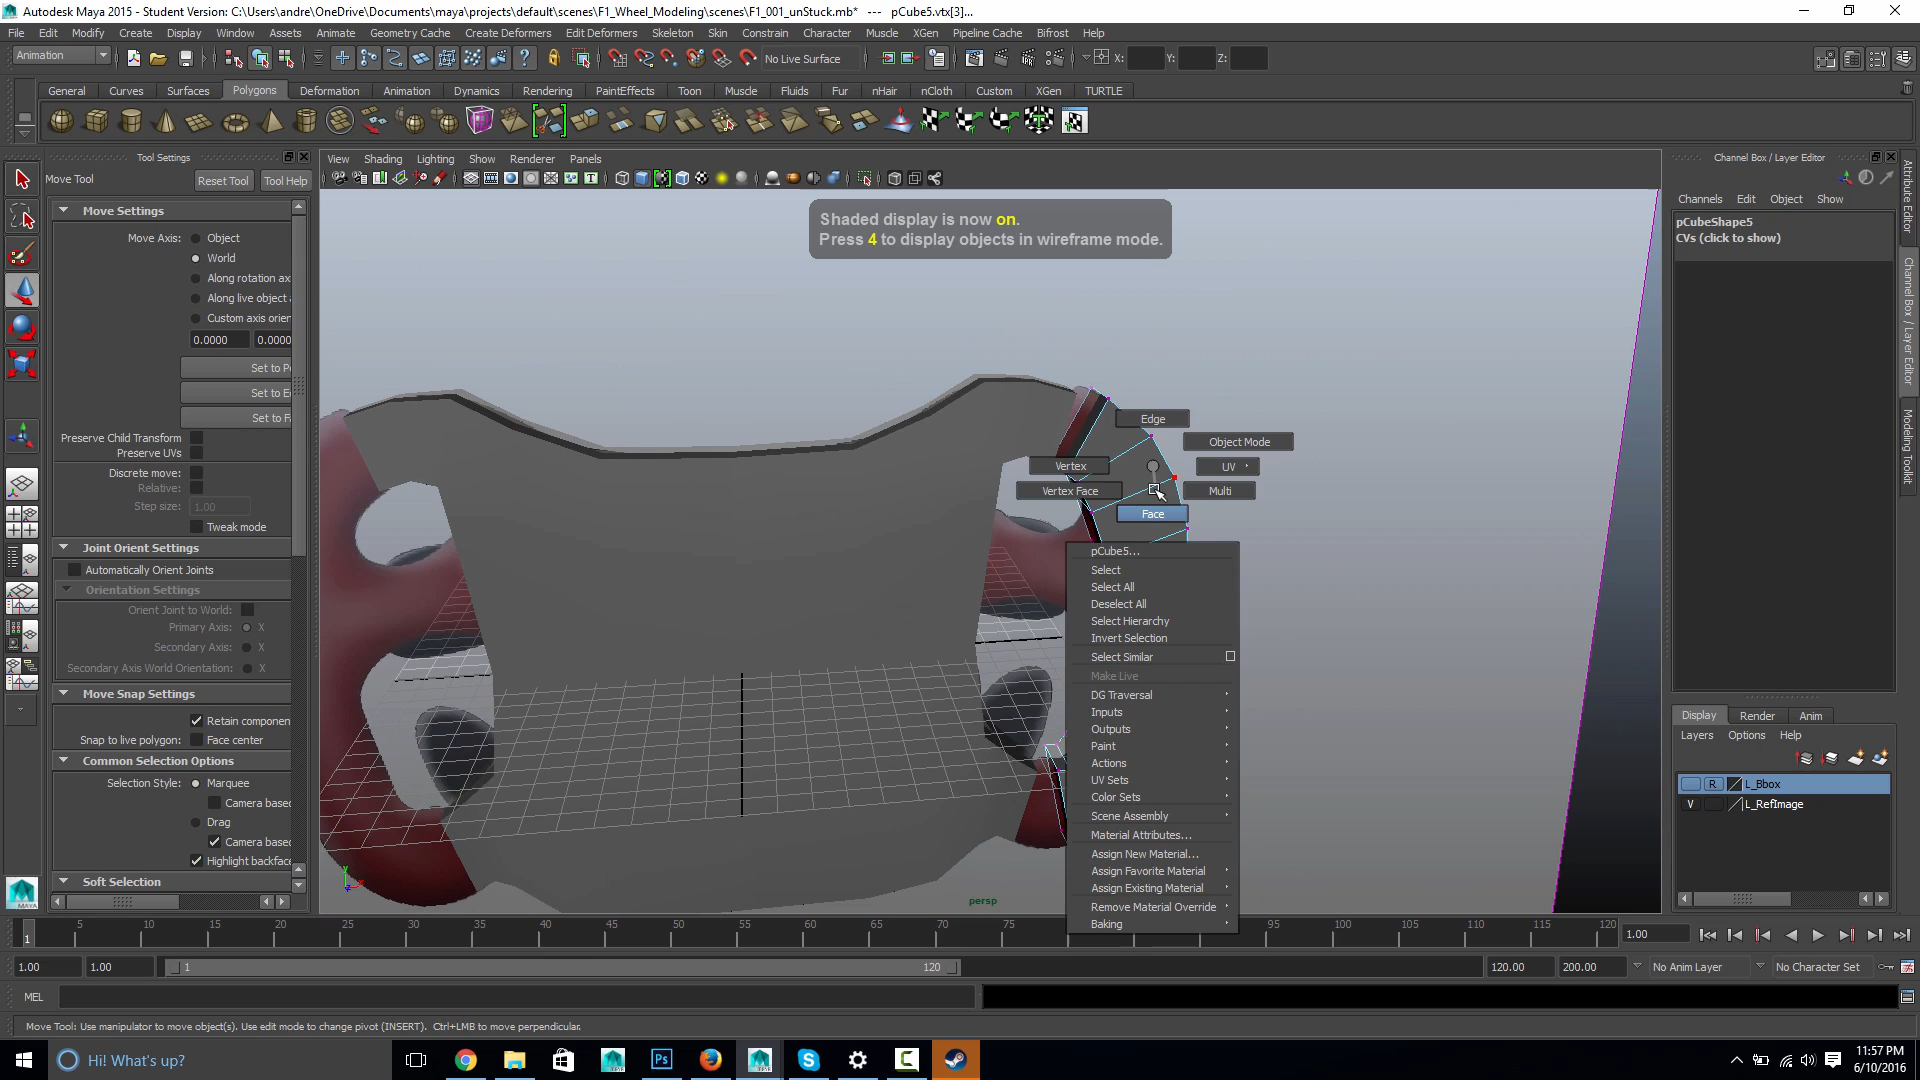 Autodesk Maya 2015 - Student Version: C:\Users\andre\OneDrive\Documents\maya\projects\default\scenes\F1_Wheel_Modeling\scenes\F1_001_unStuck.mb* --- pCube5.vtx[3]...
File Edit Modify Create Display Window Assets Animate Geometry Cache Create Deformers Edit Deformers Skeleton Skin Constrain Character Muscle XGen Pipeline Cache Bifrost Help
Animation No Live Surface X: Y: Z:
General Curves Surfaces Polygons Deformation Animation Dynamics Rendering PaintEffects Toon Muscle Fluids Fur nHair nCloth Custom XGen TURTLE
Tool Settings
Move Tool Reset Tool Tool Help
Move Settings
Move Axis: Object
World
Along rotation axi
Along live object a
Custom axis orien
0.0000 0.0000
Set to P
Set to E
Set to F
Preserve Child Transform
Preserve UVs
Discrete move:
Relative:
Step size: 1.00
Tweak mode
Joint Orient Settings
Automatically Orient Joints
Orientation Settings
Orient Joint to World:
Primary Axis: X
Secondary Axis: X
Secondary Axis World Orientation: X
Move Snap Settings
Retain componen
Snap to live polygon: Face center
Common Selection Options
Selection Style: Marquee
Camera based
Drag
Camera based
Highlight backface
Soft Selection
View Shading Lighting Show Renderer Panels
Shaded display is now on.
Press 4 to display objects in wireframe mode.
Edge
Object Mode
Vertex
UV
Vertex Face
Multi
Face
pCube5...
Select
Select All
Deselect All
Select Hierarchy
Invert Selection
Select Similar
Make Live
DG Traversal
Inputs
Outputs
Paint
Actions
UV Sets
Color Sets
Scene Assembly
Material Attributes...
Assign New Material...
Assign Favorite Material
Assign Existing Material
Remove Material Override
Baking
persp
Channel Box / Layer Editor
Channels Edit Object Show
pCubeShape5
CVs (click to show)
Attribute Editor
Channel Box / Layer Editor
Modeling Toolkit
Display Render Anim
Layers Options Help
R L_Bbox
V L_RefImage
1 5 10 15 20 25 30 35 40 45 50 55 60 65 70 75 95 100 105 110 115 120
1.00
1.00 1.00 1 120 120.00 200.00 No Anim Layer No Character Set
MEL
Move Tool: Use manipulator to move object(s). Use edit mode to change pivot (INSERT). Ctrl+LMB to move perpendicular.
Hi! What's up?
11:57 PM
6/10/2016